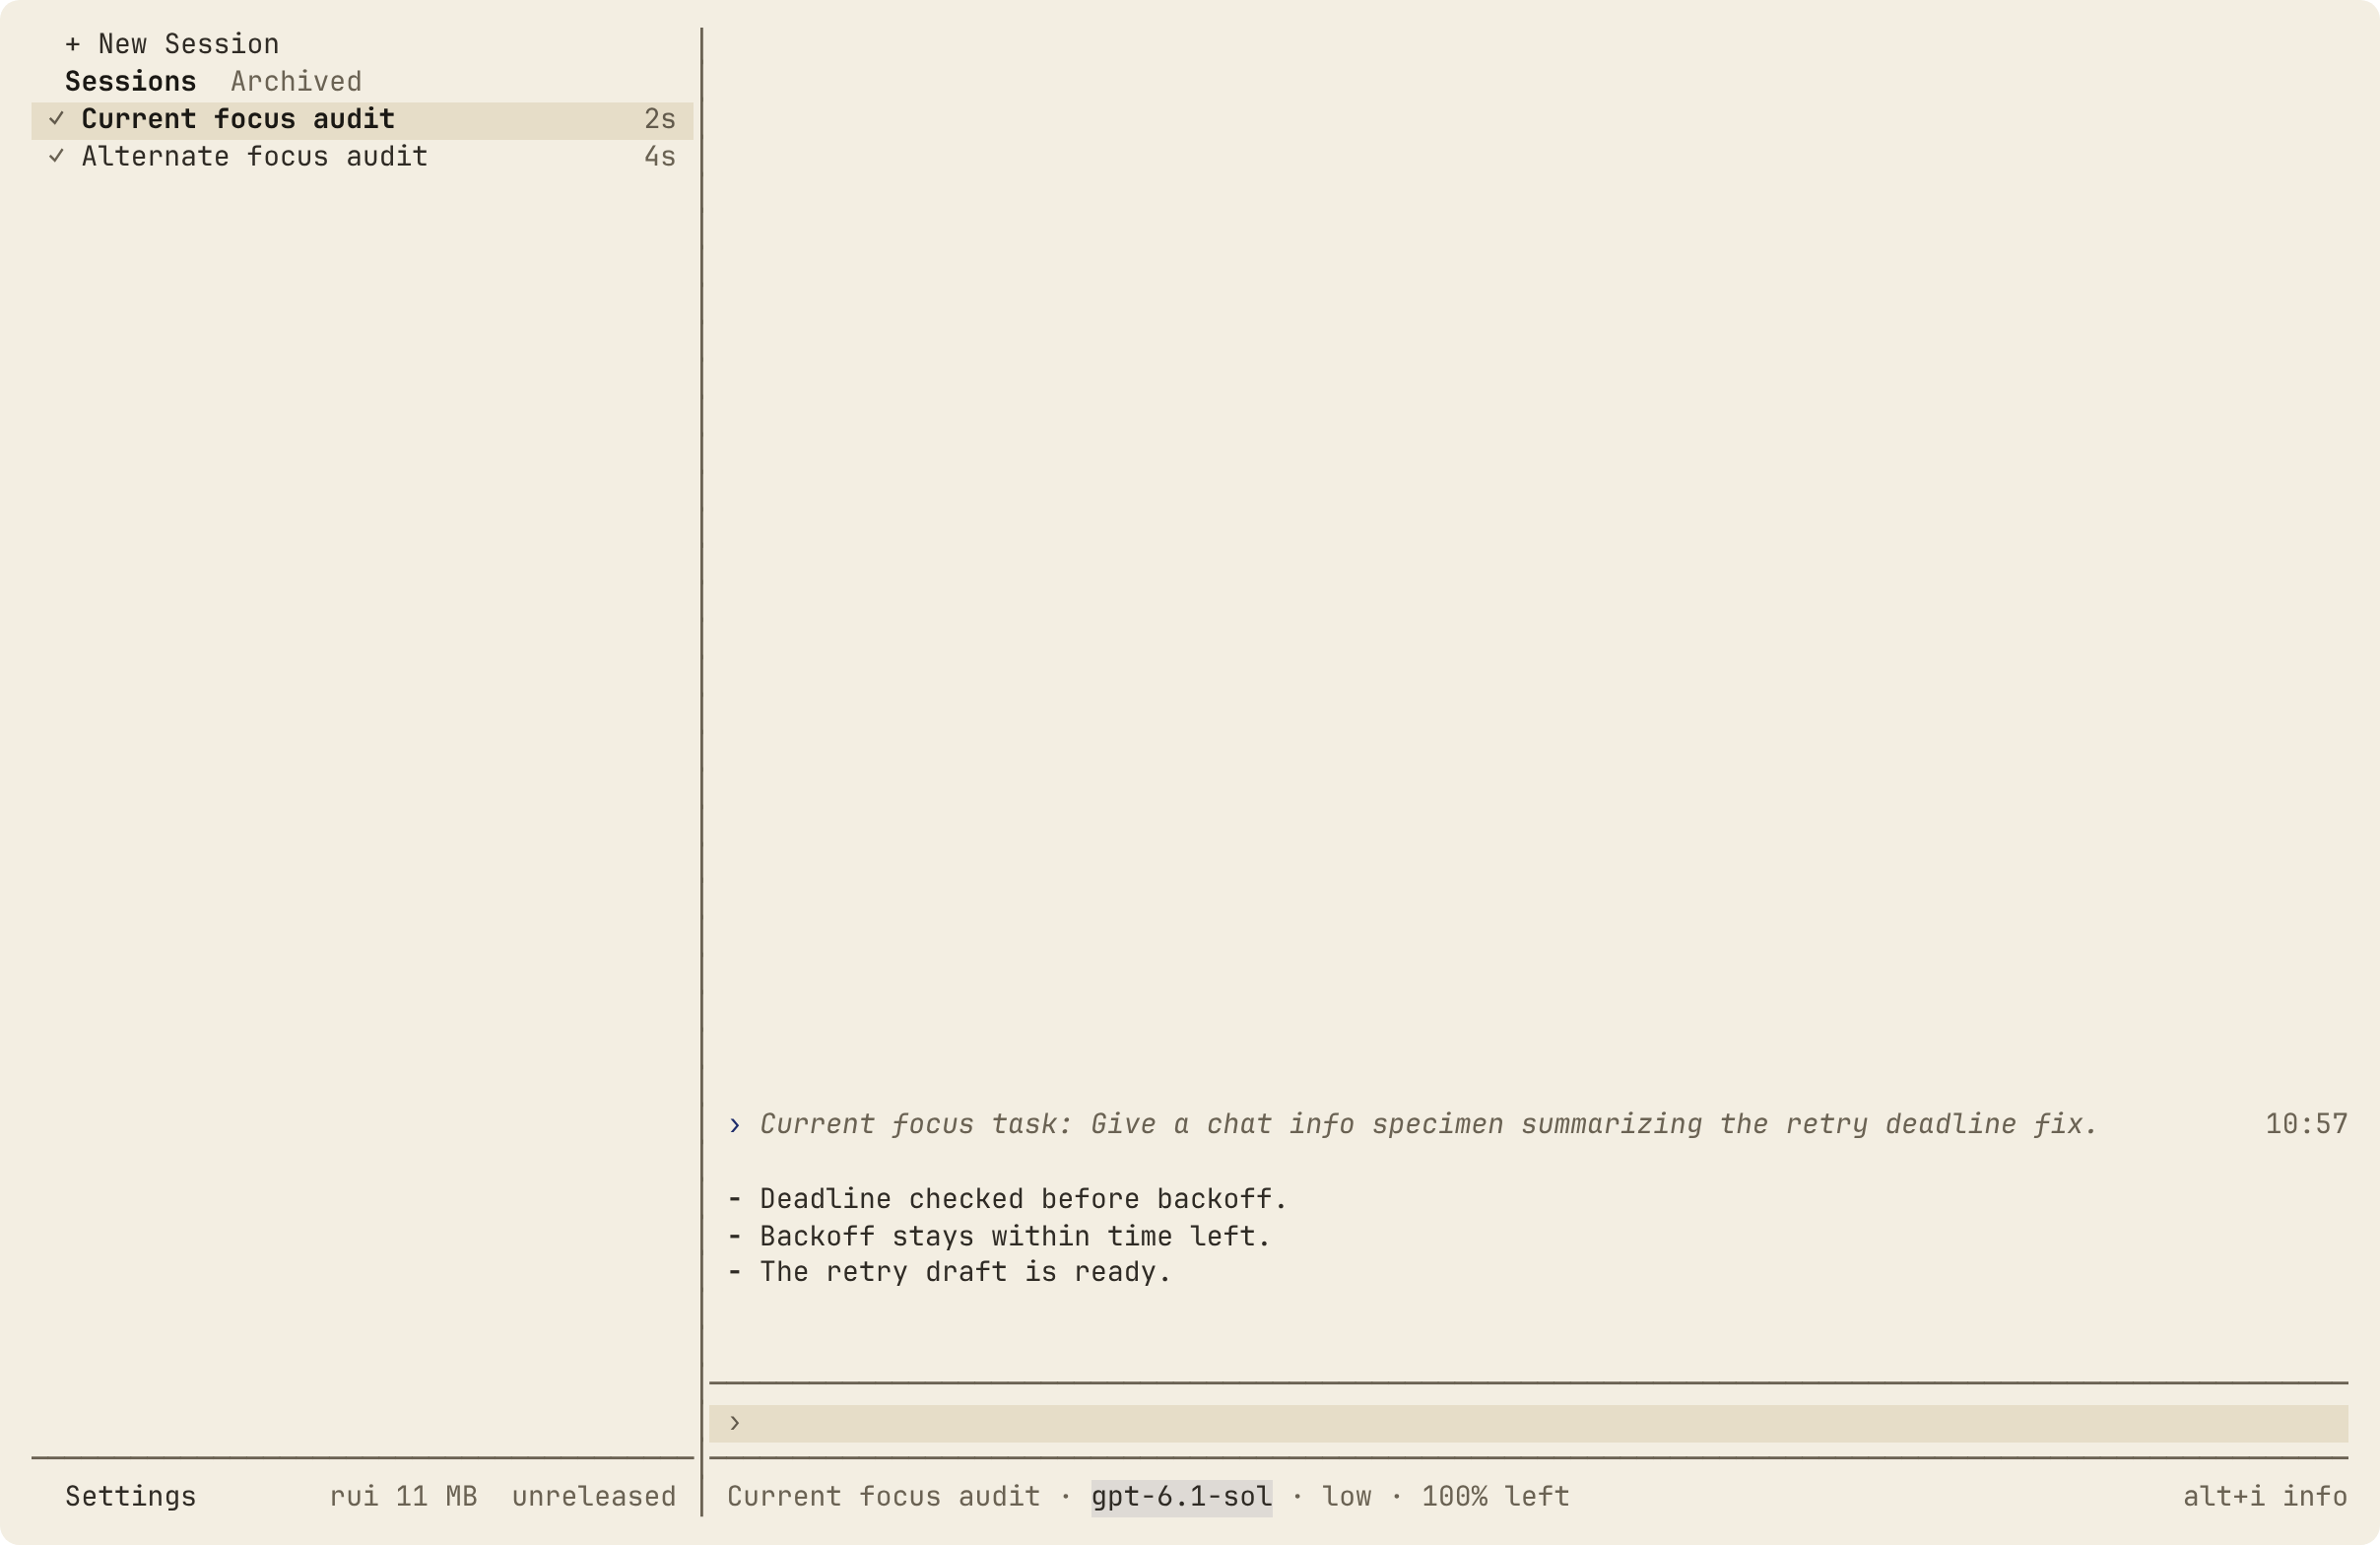 + New Session
Sessions  Archived
✓ Current focus audit  2s
✓ Alternate focus audit  4s
› Current focus task: Give a chat info specimen summarizing the retry deadline fix.  10:57
- Deadline checked before backoff.
- Backoff stays within time left.
- The retry draft is ready.
›
Settings  rui 11 MB  unreleased
Current focus audit · gpt-6.1-sol · low · 100% left  alt+i info